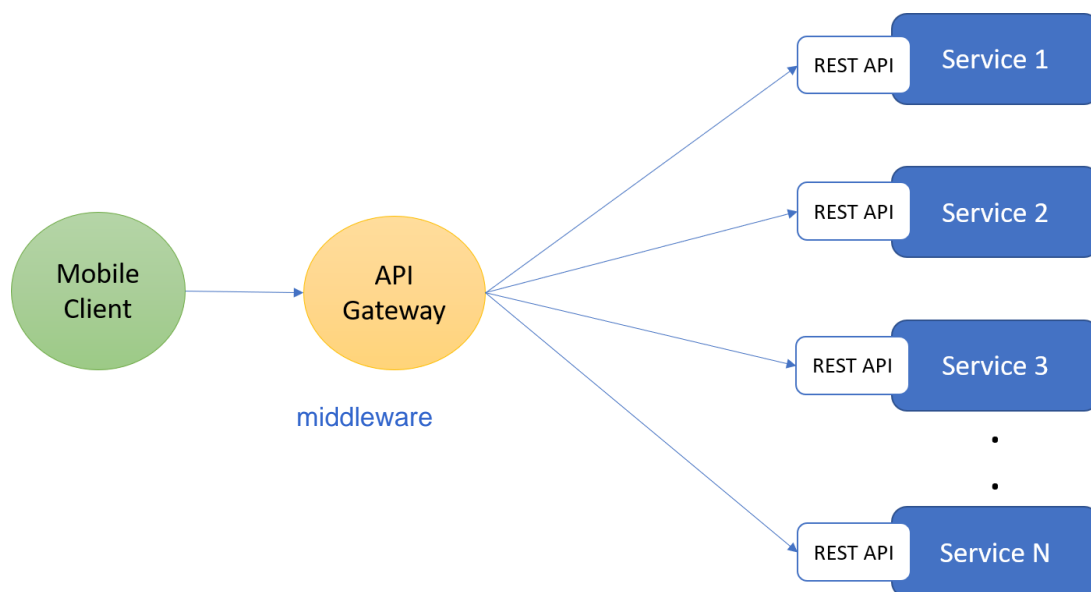 REST API
Service 1
REST API
Service 2
Mobile
Client
API
Gateway
REST API
Service 3
middleware
REST API
Service N